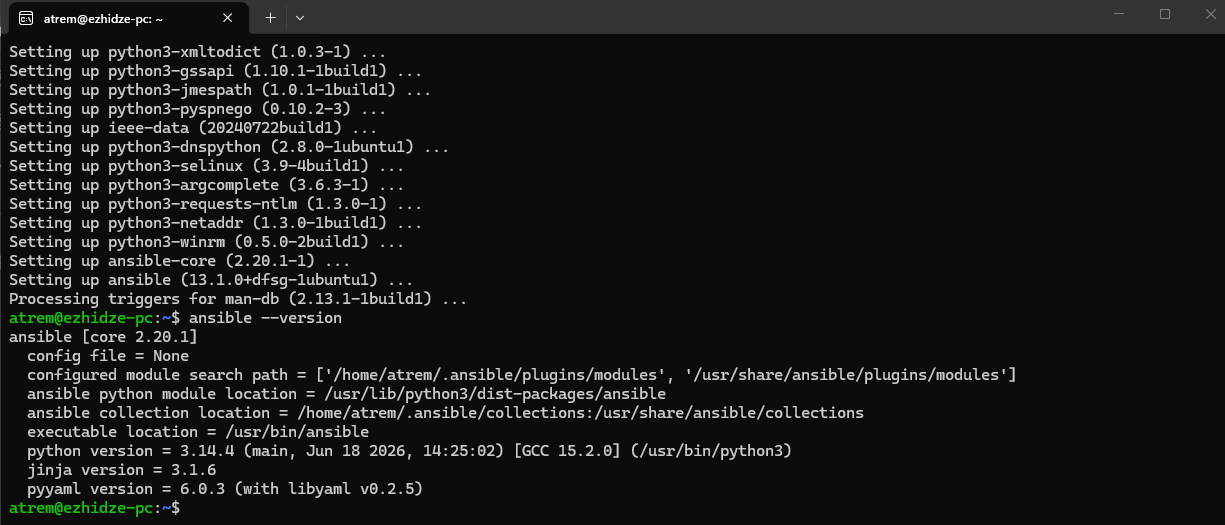 atrem@ezhidze-pc: ~
Setting up python3-xmltodict (1.0.3-1) ...
Setting up python3-gssapi (1.10.1-1build1) ...
Setting up python3-jmespath (1.0.1-1build1) ...
Setting up python3-pyspnego (0.10.2-3) ...
Setting up ieee-data (20240722build1) ...
Setting up python3-dnspython (2.8.0-1ubuntu1) ...
Setting up python3-selinux (3.9-4build1) ...
Setting up python3-argcomplete (3.6.3-1) ...
Setting up python3-requests-ntlm (1.3.0-1) ...
Setting up python3-netaddr (1.3.0-1build1) ...
Setting up python3-winrm (0.5.0-2build1) ...
Setting up ansible-core (2.20.1-1) ...
Setting up ansible (13.1.0+dfsg-1ubuntu1) ...
Processing triggers for man-db (2.13.1-1build1) ...
atrem@ezhidze-pc:~$ ansible --version
ansible [core 2.20.1]
  config file = None
  configured module search path = ['/home/atrem/.ansible/plugins/modules', '/usr/share/ansible/plugins/modules']
  ansible python module location = /usr/lib/python3/dist-packages/ansible
  ansible collection location = /home/atrem/.ansible/collections:/usr/share/ansible/collections
  executable location = /usr/bin/ansible
  python version = 3.14.4 (main, Jun 18 2026, 14:25:02) [GCC 15.2.0] (/usr/bin/python3)
  jinja version = 3.1.6
  pyyaml version = 6.0.3 (with libyaml v0.2.5)
atrem@ezhidze-pc:~$